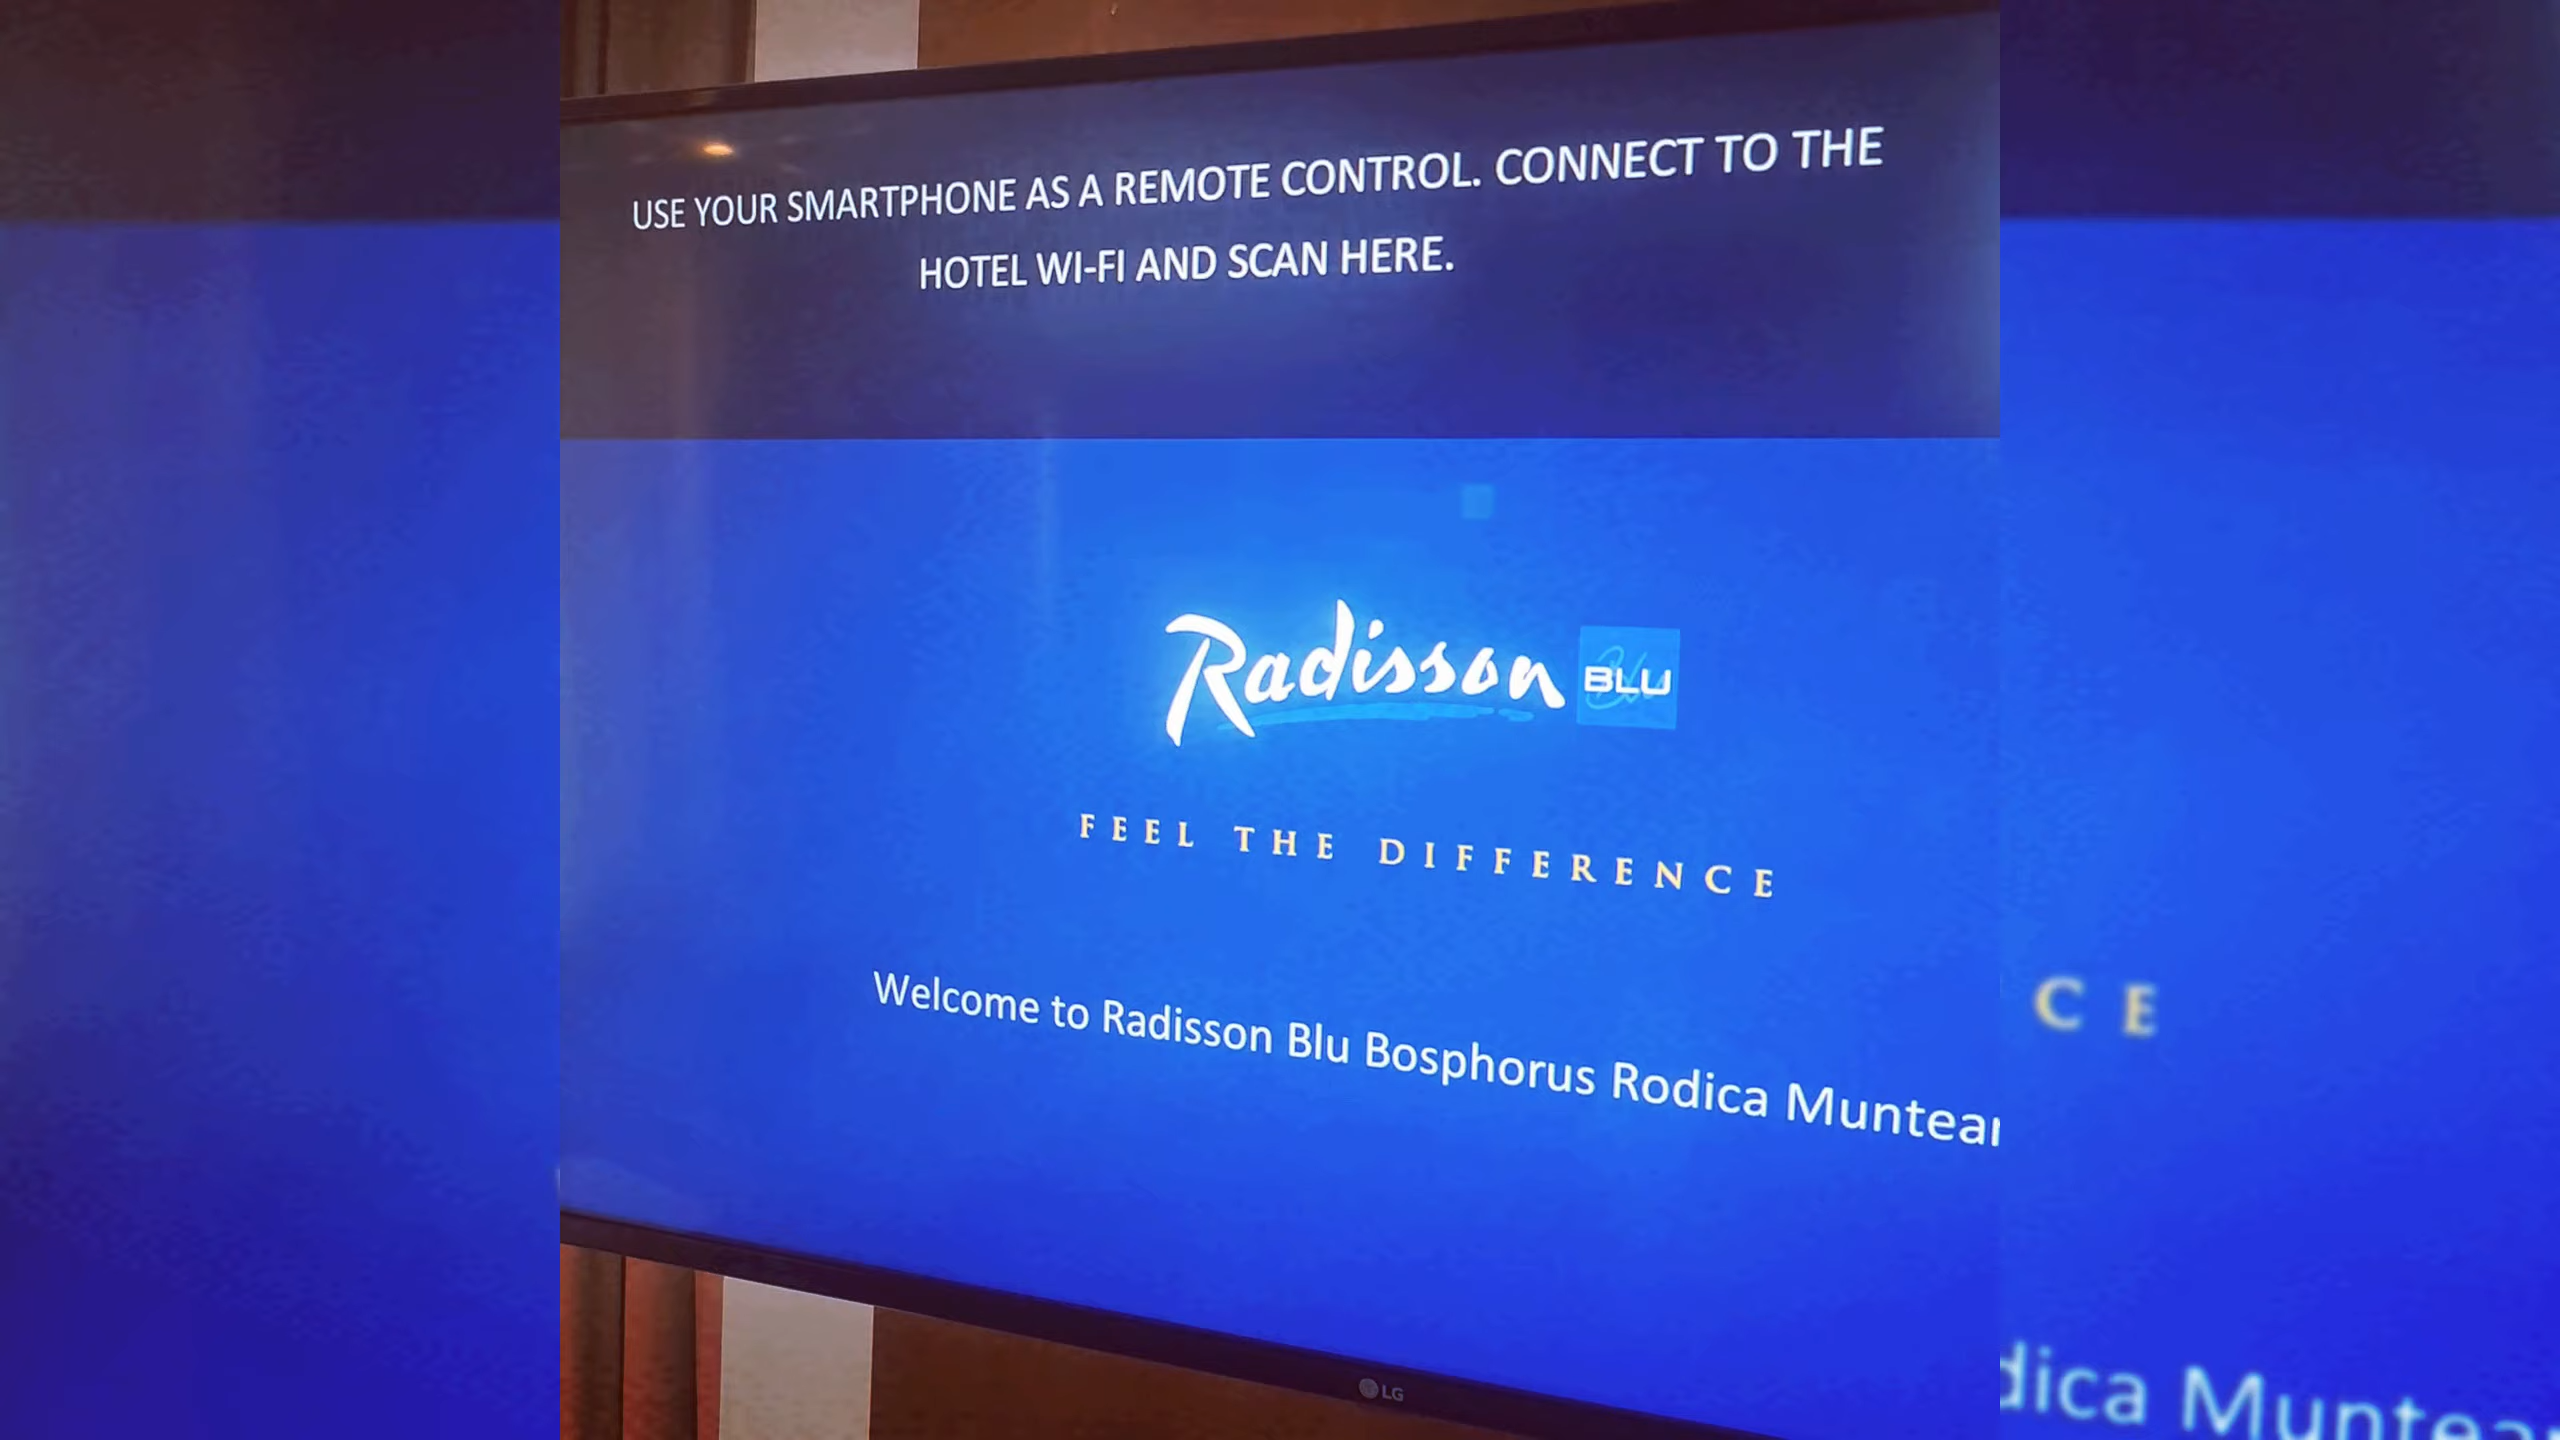 USE YOUR SMARTPHONE AS A REMOTE CONTROL. CONNECT TO THE
HOTEL WI-FI AND SCAN HERE.
Radisson BLU
FEEL THE DIFFERENCE
Welcome to Radisson Blu Bosphorus Rodica
LG
C E